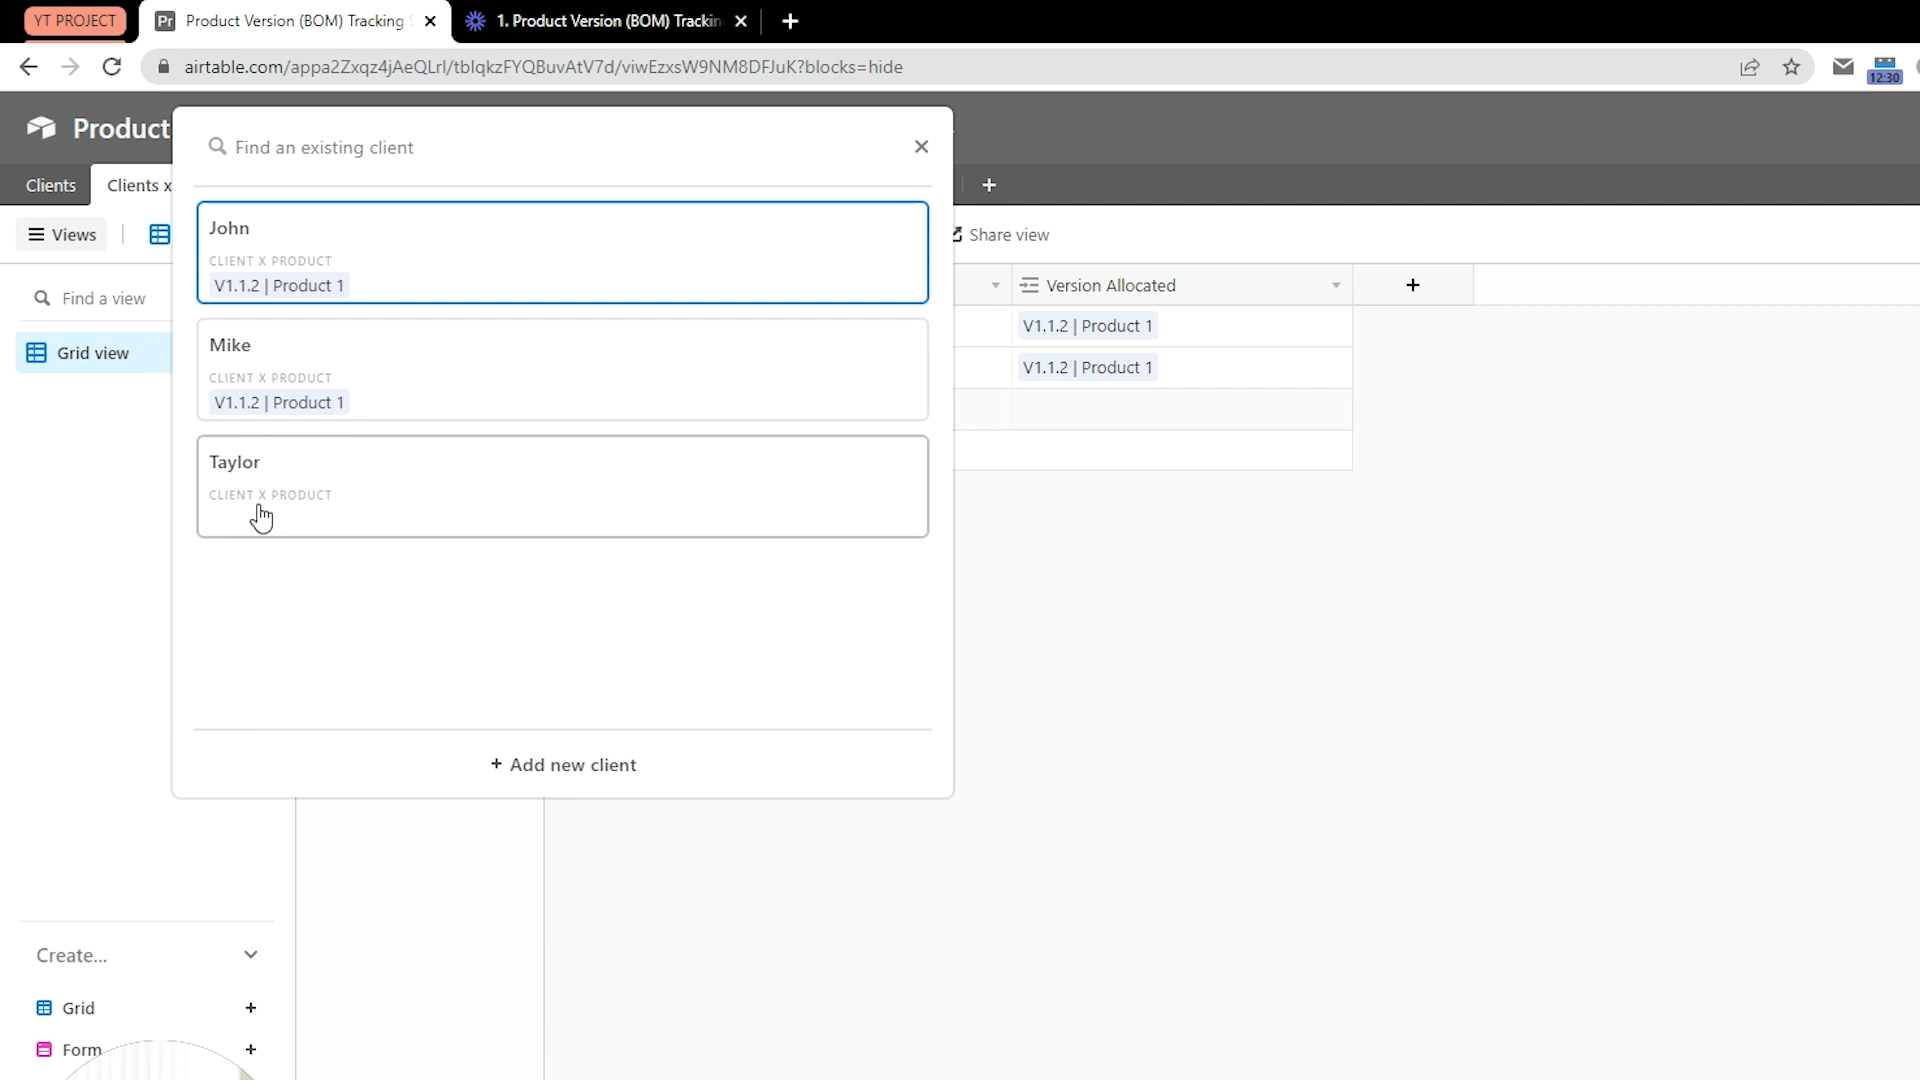 YT PROJECT
Pr
Product Version (BOM) Tracking
1. Product Version (BOM) Trackin
airtable.com/appa2Zxqz4jAeQLrI/tblqkzFYQBuvAtV7d/viwEzxsW9NM8DFJuK?blocks=hide
12:30
Product
Find an existing client
Clients
Clients x
Views
Share view
John
CLIENT X PRODUCT
V1.1.2 | Product 1
Mike
CLIENT X PRODUCT
V1.1.2 | Product 1
Taylor
CLIENT X PRODUCT
Add new client
Find a view
Grid view
Version Allocated
V1.1.2 | Product 1
V1.1.2 | Product 1
Create...
Grid
Form